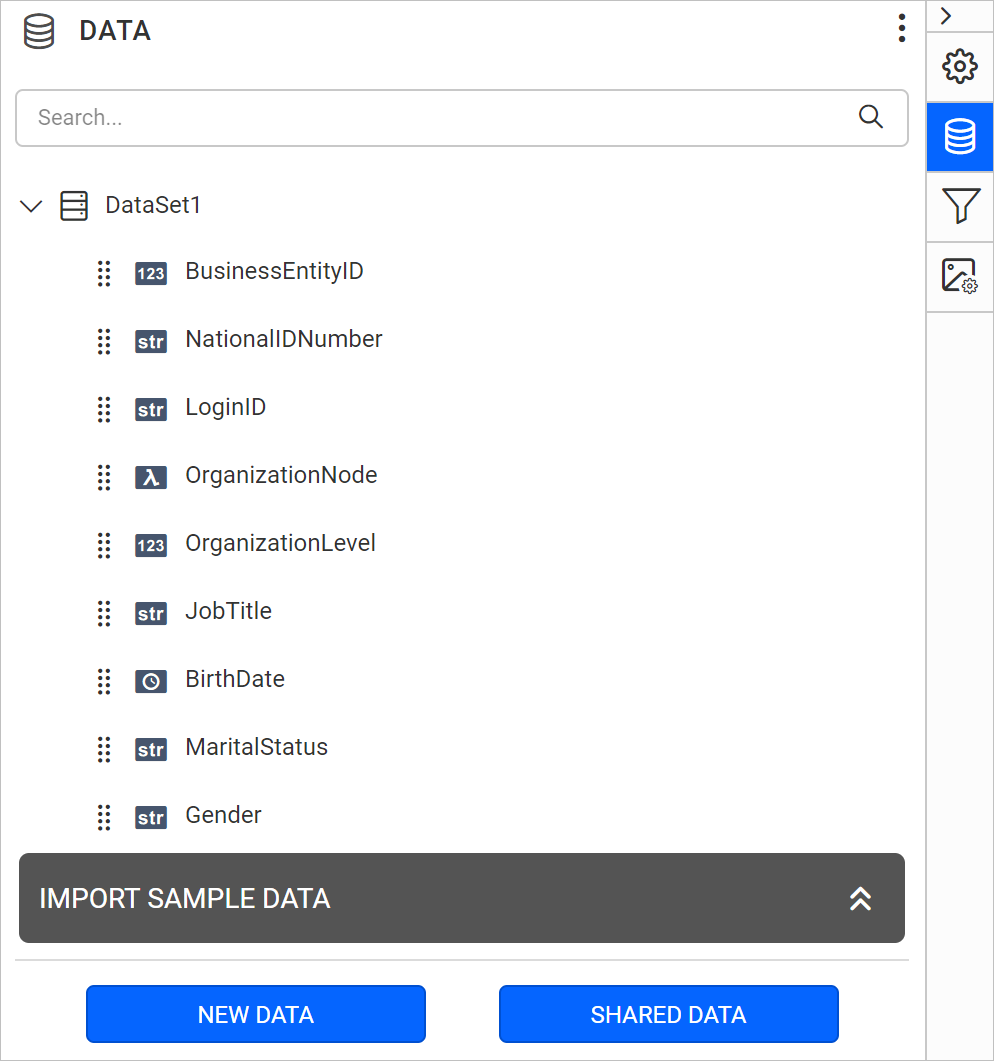 DATA
Search...
DataSet1
123 BusinessEntityID
str NationalIDNumber
str LoginID
λ OrganizationNode
123 OrganizationLevel
str JobTitle
BirthDate
str MaritalStatus
str Gender
IMPORT SAMPLE DATA
NEW DATA SHARED DATA